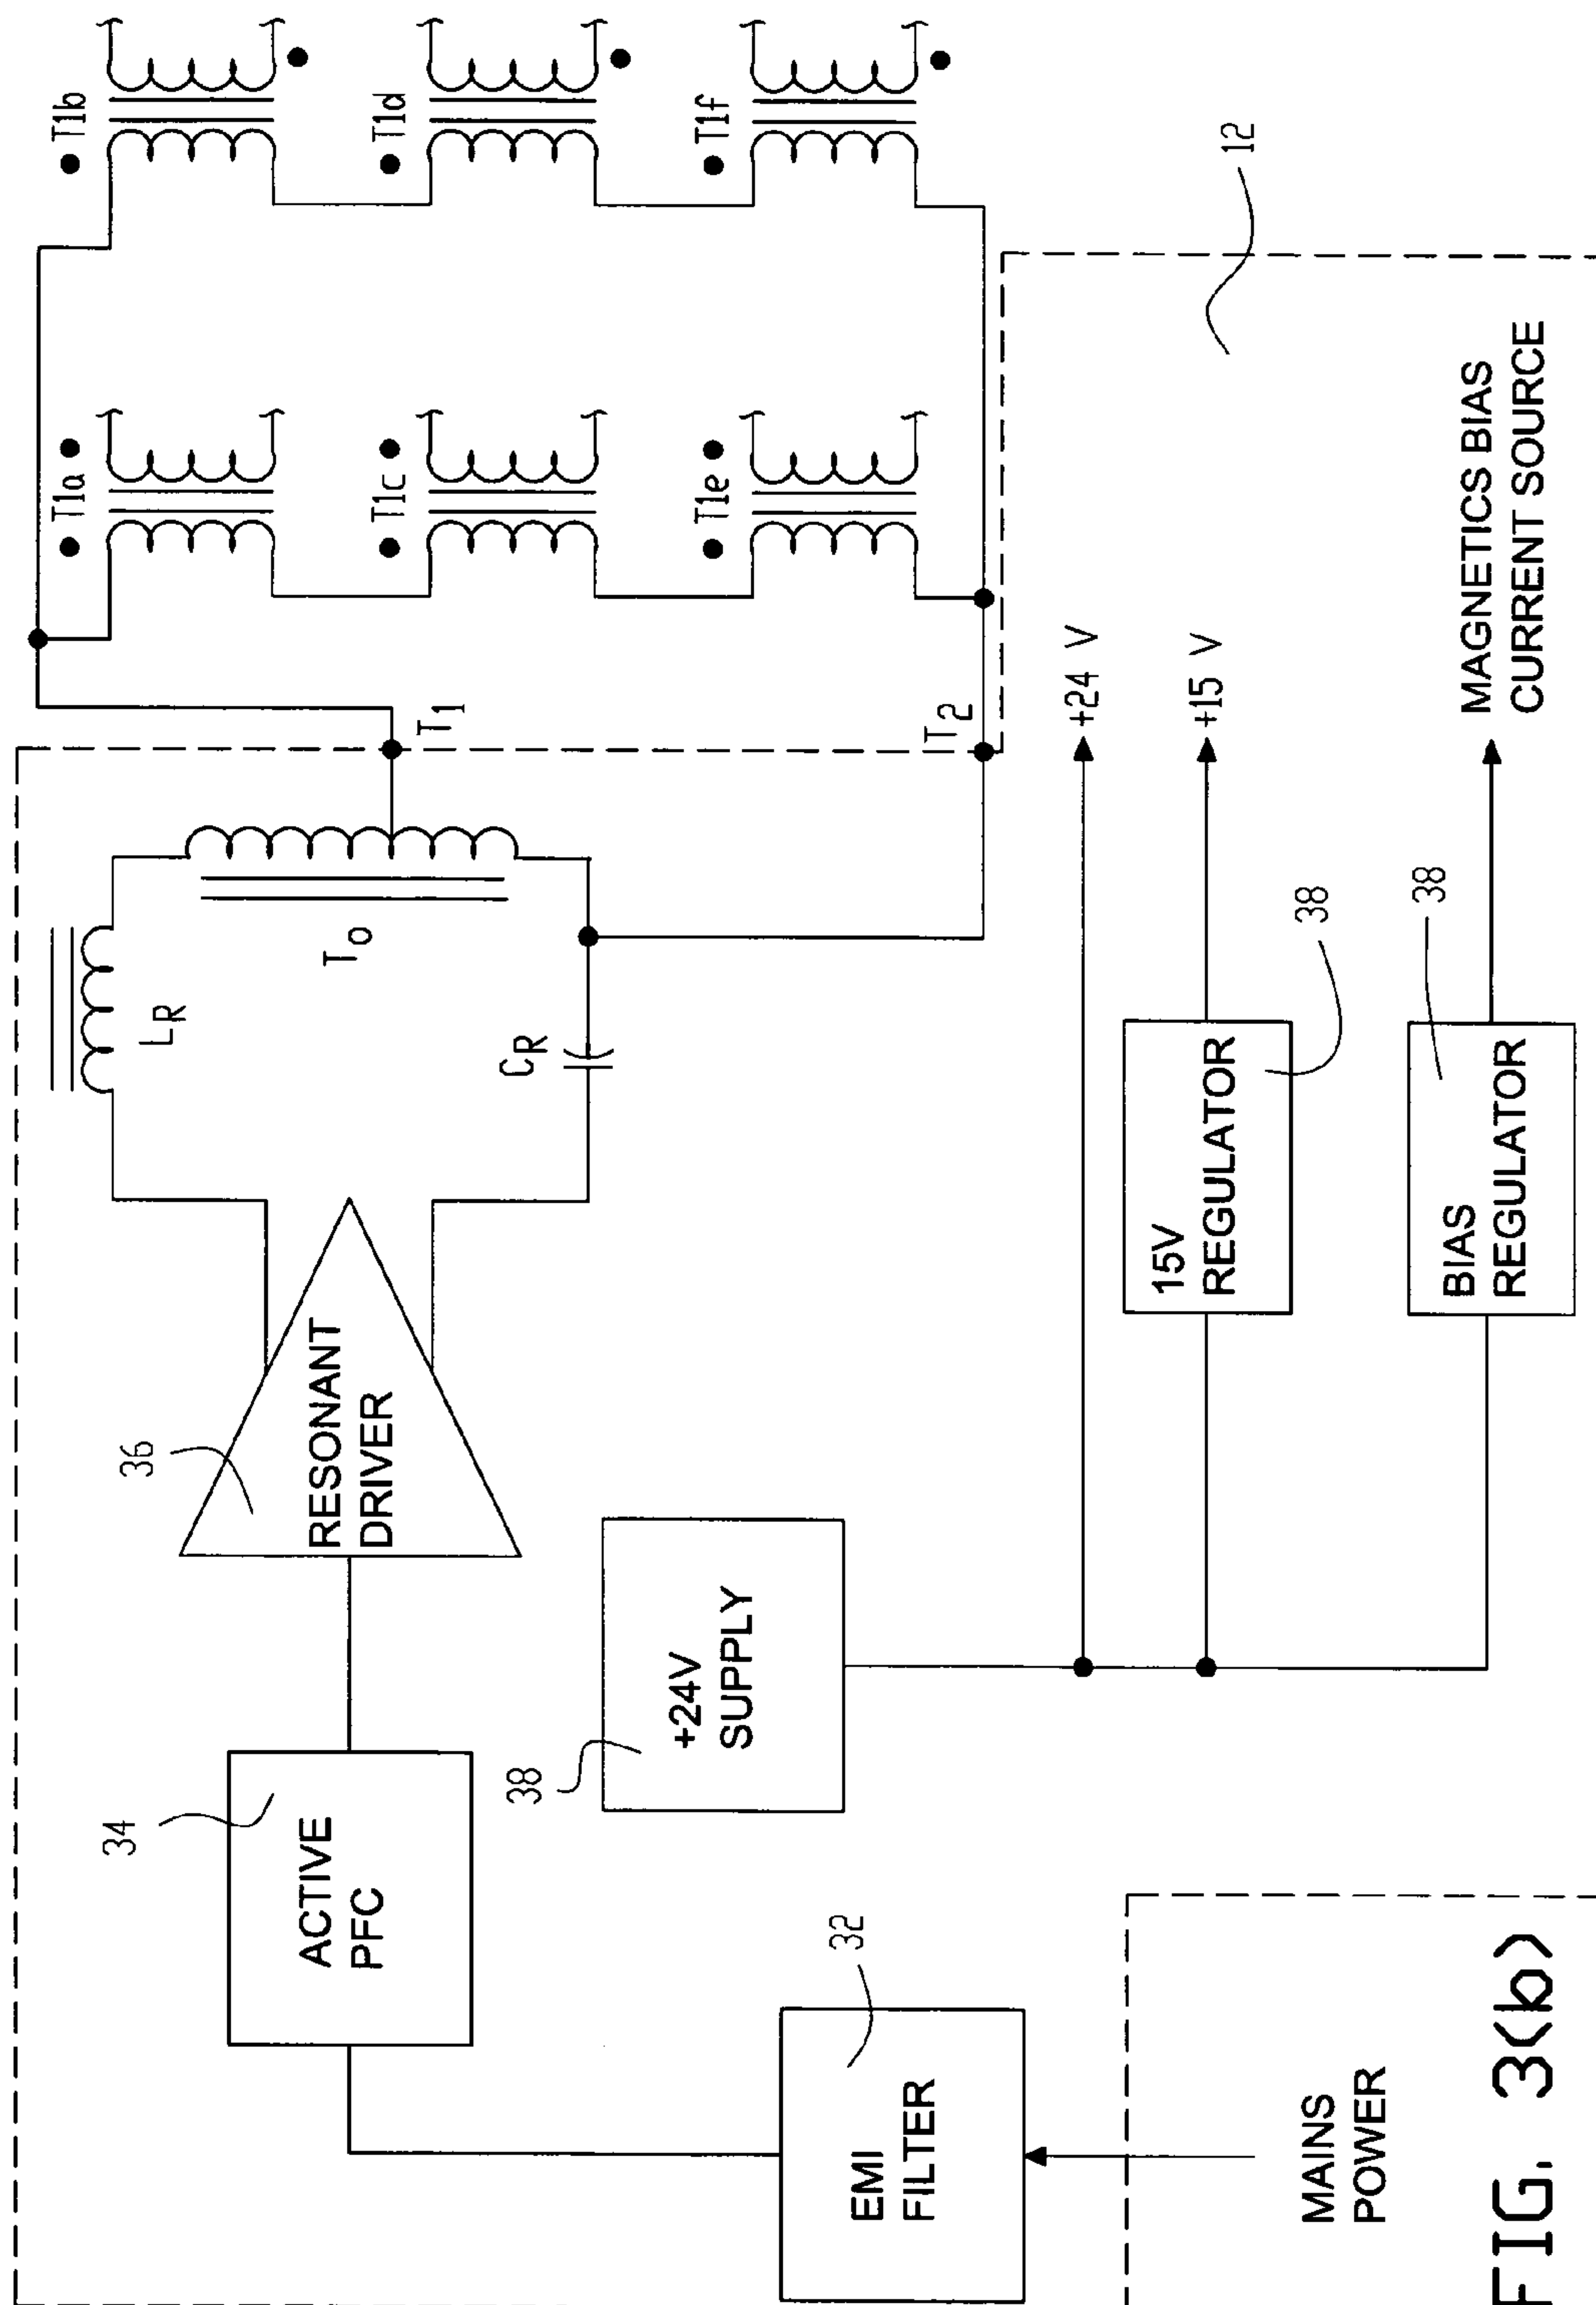 T1a
T1b
T1c
T1d
T1e
T1f
T1
T2
LR
To
CR
36
RESONANT
DRIVER
34
ACTIVE
PFC
38
+24V
SUPPLY
32
EMI
FILTER
MAINS
POWER
12
+24 V
+15 V
15V
REGULATOR
38
BIAS
REGULATOR
38
MAGNETICS BIAS
CURRENT SOURCE
FIG. 3(b)